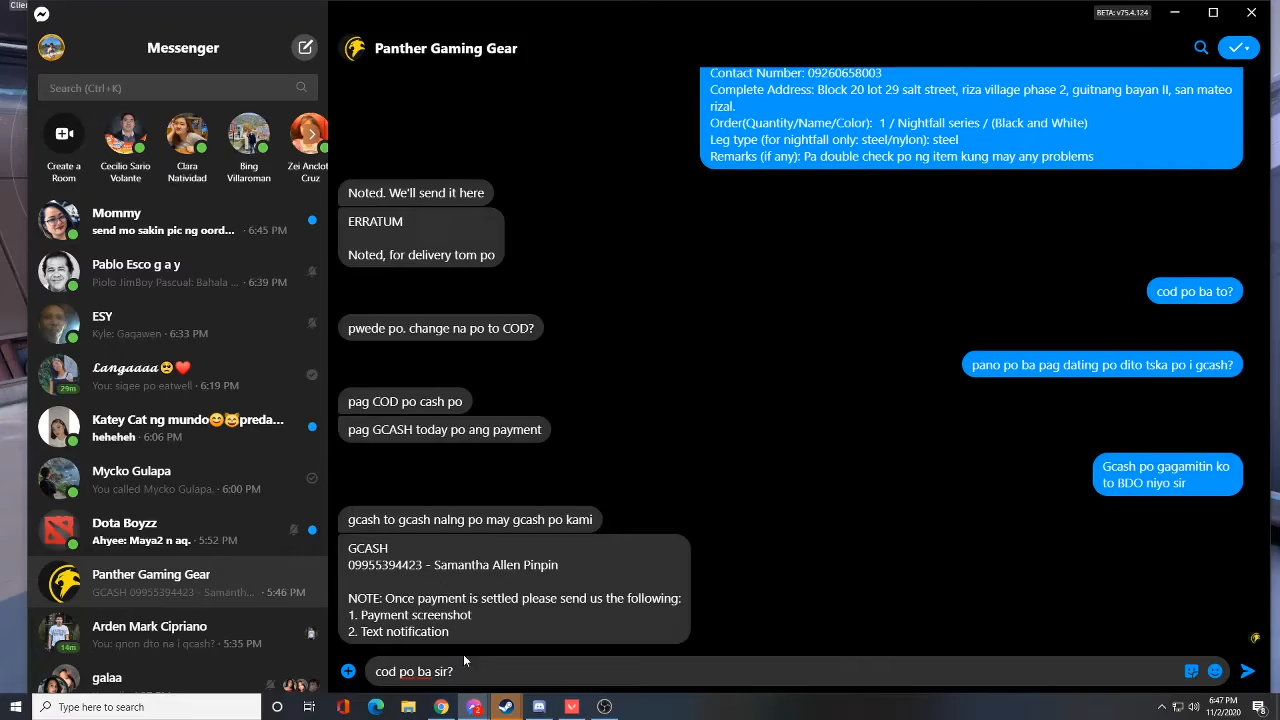 Clie
BETA: v75.4.124
Messenger
Panther Gaming Gear
Search (Ctrl+K)
Create a Room
Cecilio Sario Volante
Clara Natividad
Bing Villaroman
Zei Anclot Cruz
Mommy
send mo sakin pic ng oord... · 6:45 PM
Pablo Esco g a y
Piolo JimBoy Pascual: Bahala ... · 6:39 PM
ESY
Kyle: Gagawen · 6:33 PM
Langaaaa😔❤️
29m
You: sigee po eatwell · 6:19 PM
Katey Cat ng mundo😊😸preda...
heheheh · 6:06 PM
Mycko Gulapa
You called Mycko Gulapa. · 6:00 PM
Dota Boyzz
Ahyee: Maya2 n aq. · 5:52 PM
Panther Gaming Gear
GCASH 09955394423 - Samanth... · 5:46 PM
Arden Mark Cipriano
14m
You: gnon dto na i gcash? · 5:35 PM
galaa
Contact Number: 09260658003
Complete Address: Block 20 lot 29 salt street, riza village phase 2, guitnang bayan II, san mateo
rizal.
Order(Quantity/Name/Color): 1 / Nightfall series / (Black and White)
Leg type (for nightfall only: steel/nylon): steel
Remarks (if any): Pa double check po ng item kung may any problems
Noted. We'll send it here
ERRATUM
Noted, for delivery tom po
cod po ba to?
pwede po. change na po to COD?
pano po ba pag dating po dito tska po i gcash?
pag COD po cash po
pag GCASH today po ang payment
Gcash po gagamitin ko
to BDO niyo sir
gcash to gcash nalng po may gcash po kami
GCASH
09955394423 - Samantha Allen Pinpin
NOTE: Once payment is settled please send us the following:
1. Payment screenshot
2. Text notification
cod po ba sir?
Type here to search
2
6:47 PM
11/2/2020
8